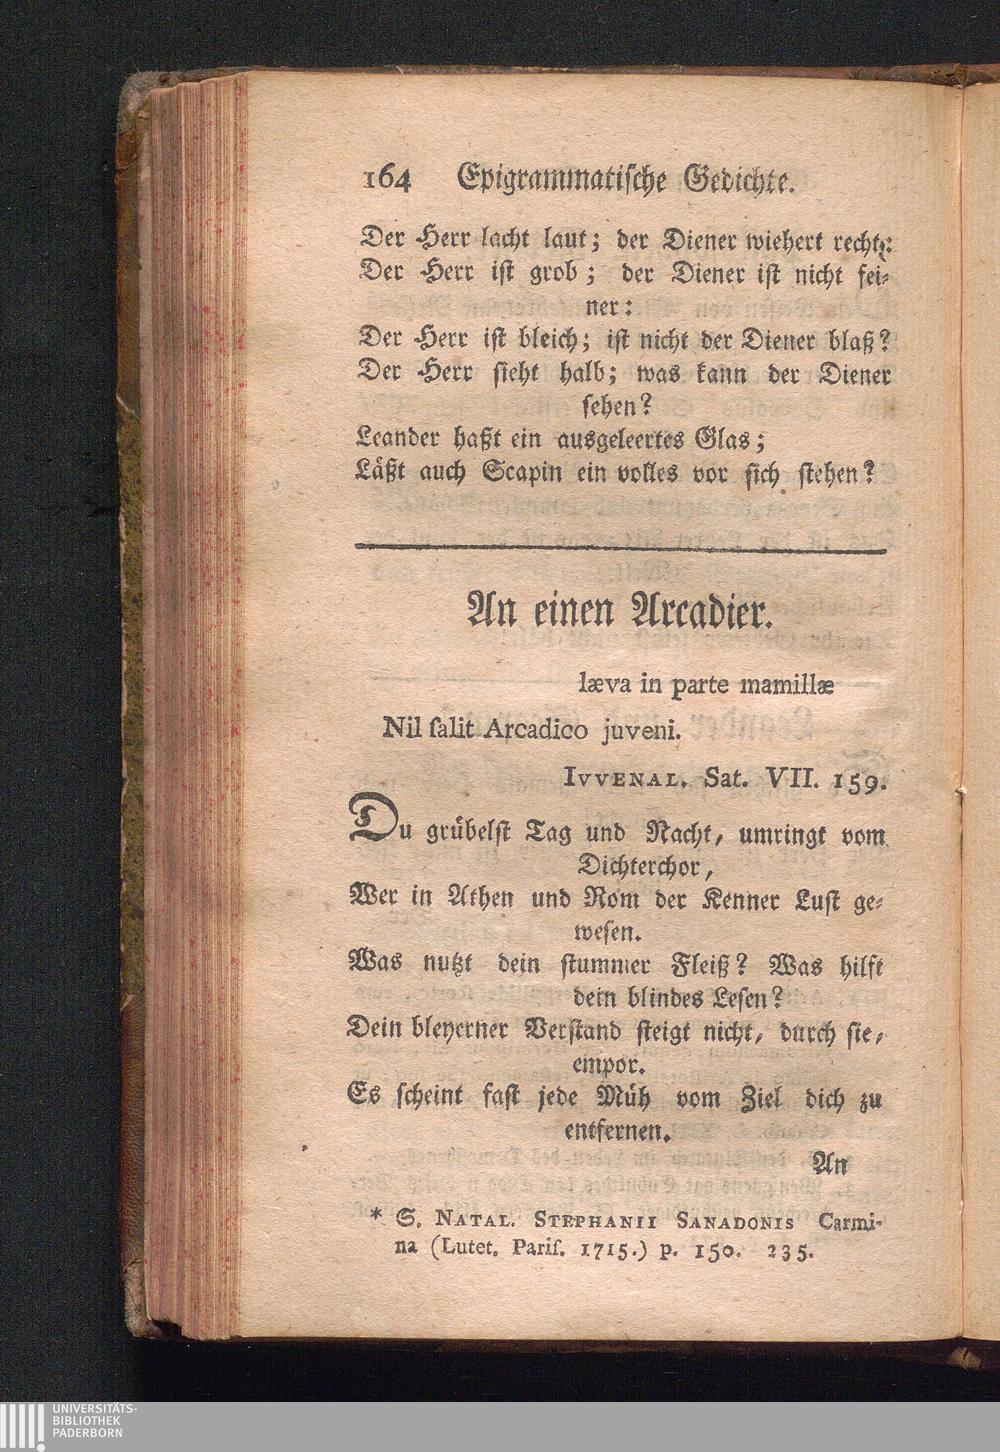 164 Epigrammatische Gedichte.
Der Herr lacht laut; der Diener wiehert recht:
Der Herr ist grob; der Diener ist nicht fei-
ner:
Der Herr ist bleich; ist nicht der Diener blaß?
Der Herr sieht halb; was kann der Diener
sehen?
Leander haßt ein ausgeleertes Glas;
Läßt auch Scapin ein volles vor sich stehen?
An einen Arcadier.
læva in parte mamillæ
Nil salit Arcadico juveni.
IVVENAL. Sat. VII. 159.
Du grübelst Tag und Nacht, umringt vom
Dichterchor,
Wer in Athen und Rom der Kenner Lust ge-
wesen.
Was nutzt dein stummer Fleiß? Was hilft
dein blindes Lesen?
Dein bleyerner Verstand steigt nicht, durch sie,
empor.
Es scheint fast jede Müh vom Ziel dich zu
entfernen.
An
* S. NATAL. STEPHANII SANADONIS Carmi-
na (Lutet. Paris. 1715.) p. 150. 235.
UNIVERSITÄTS-
BIBLIOTHEK
PADERBORN